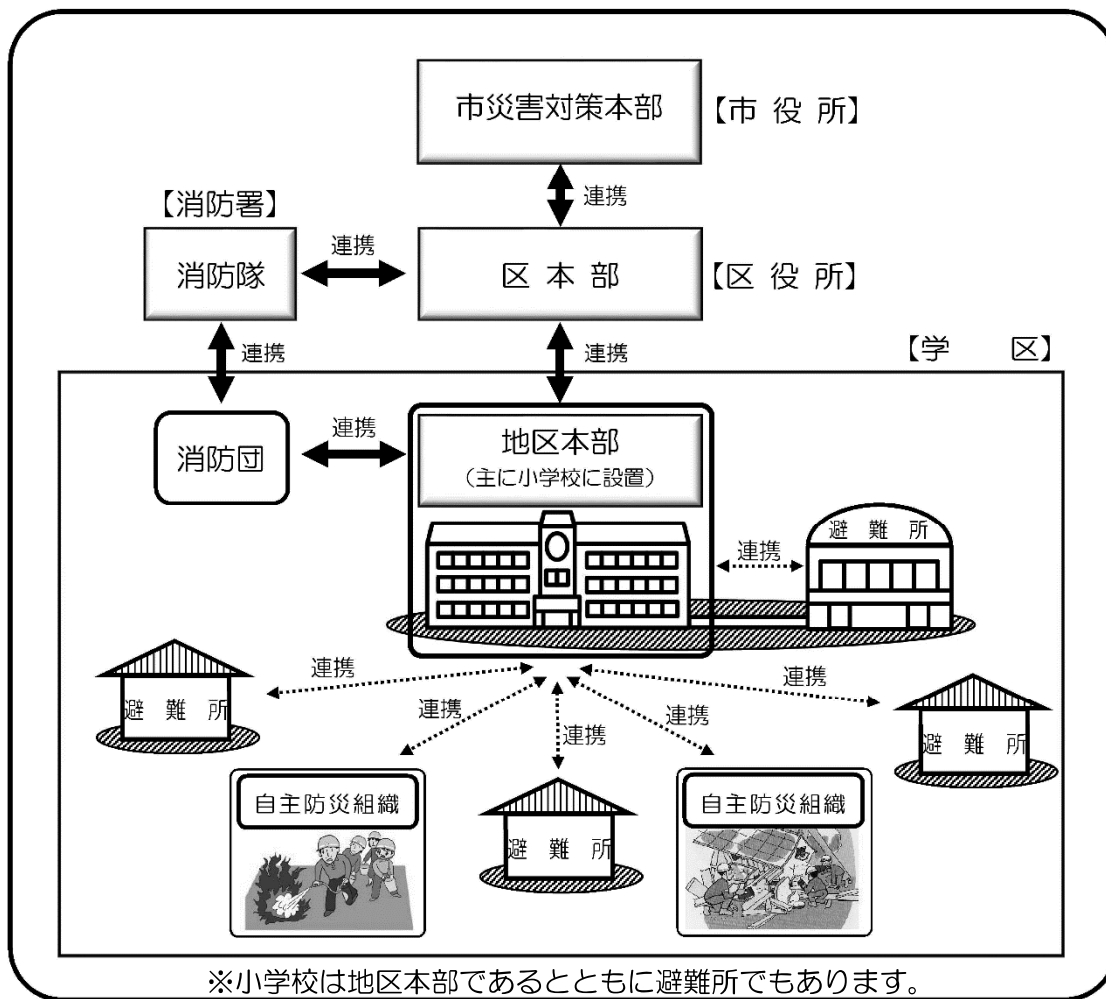 市災害対策本部
【市 役 所】
連携
【消防署】
消防隊
連携
区 本 部
【区 役 所】
連携
連携
【学 区】
消防団
連携
地区本部
（主に小学校に設置）
避 難 所
連携
連携
連携
連携
連携
連携
避 難 所
避 難 所
自主防災組織
避 難 所
自主防災組織
※小学校は地区本部であるとともに避難所でもあります。